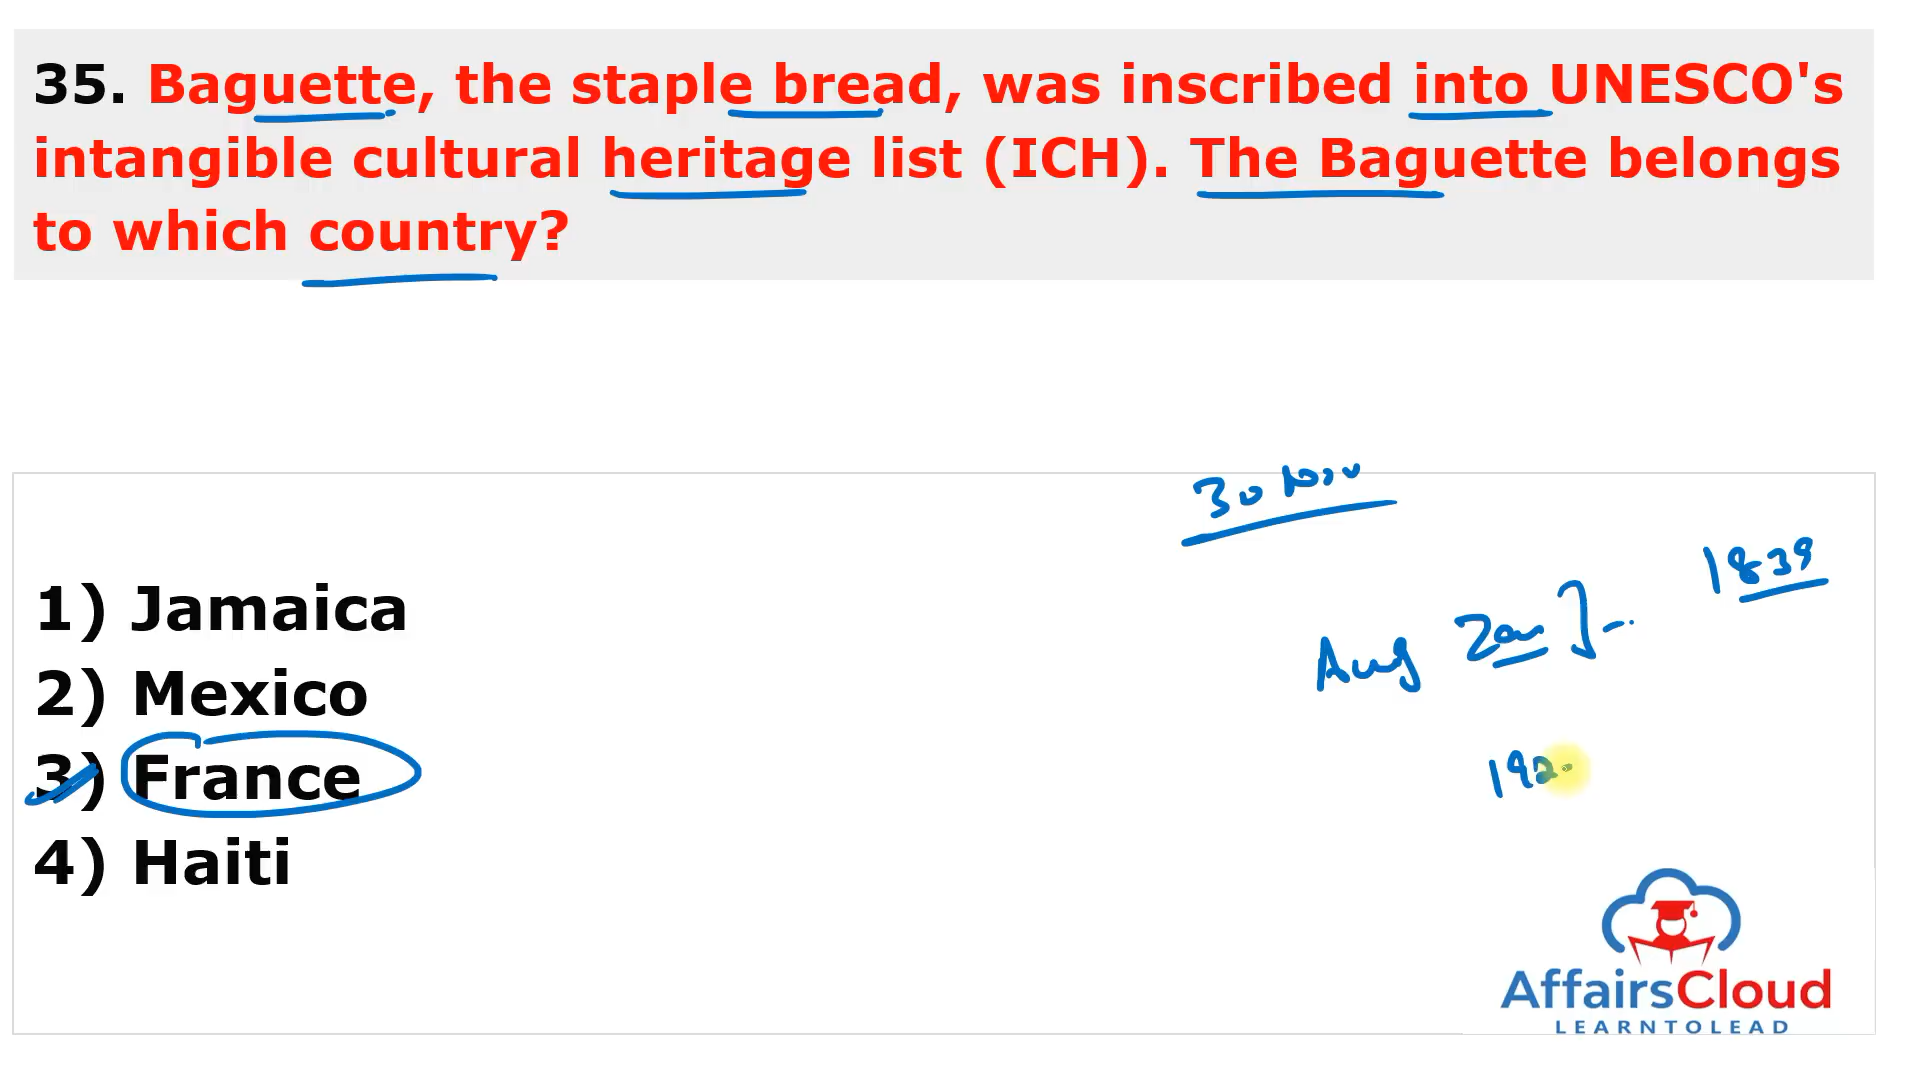 35. Baguette, the staple bread, was inscribed into UNESCO's
intangible cultural heritage list (ICH). The Baguette belongs
to which country?
30
1839
Aug
1) Jamaica
2) Mexico
3) France
4) Haiti
AffairsCloud
LEARNTOLEAD